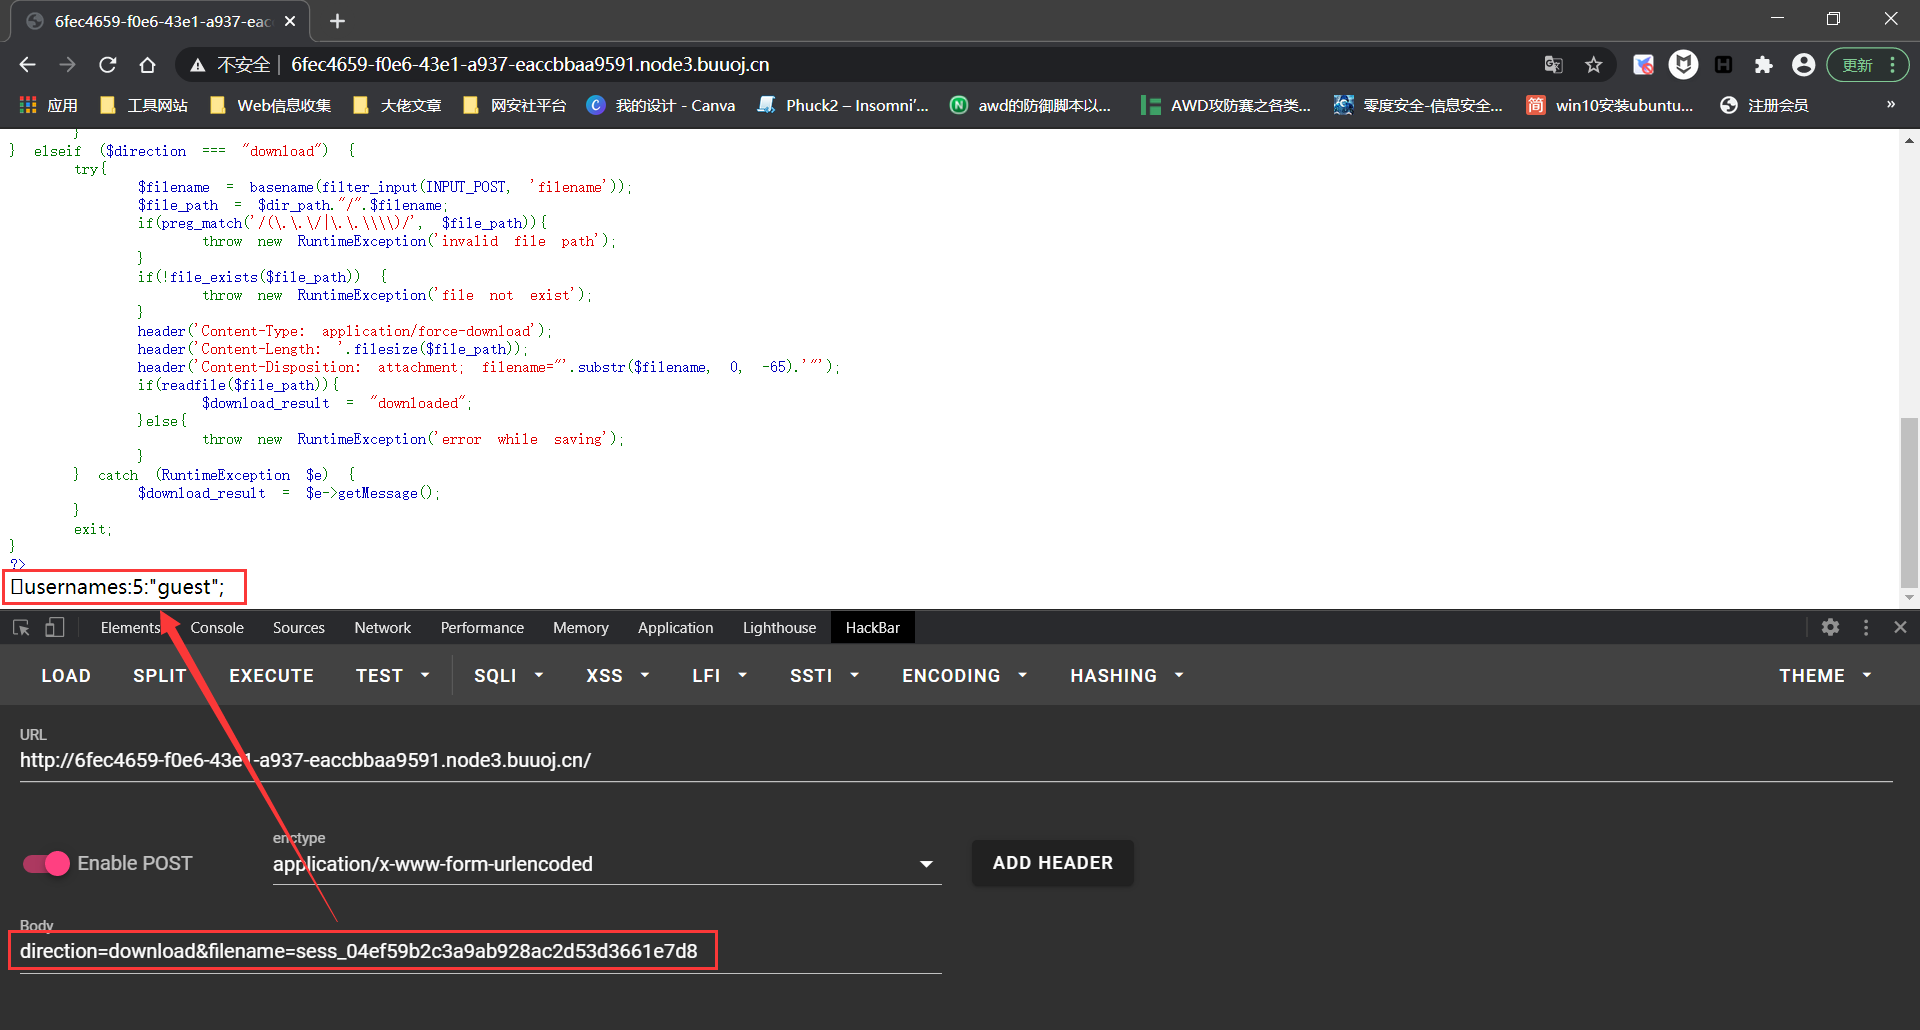 6fec4659-f0e6-43e1-a937-eac
不安全 | 6fec4659-f0e6-43e1-a937-eaccbbaa9591.node3.buuoj.cn
更新
应用 工具网站 Web信息收集 大佬文章 网安社平台 我的设计 - Canva Phuck2 – Insomni'... awd的防御脚本以... AWD攻防赛之各类... 零度安全-信息安全... 简 win10安装ubuntu... 注册会员 »
}
} elseif ($direction === "download") {
try{
$filename = basename(filter_input(INPUT_POST, 'filename'));
$file_path = $dir_path."/".$filename;
if(preg_match('/(\.\.\/|\.\.\\\\)/', $file_path)){
throw new RuntimeException('invalid file path');
}
if(!file_exists($file_path)) {
throw new RuntimeException('file not exist');
}
header('Content-Type: application/force-download');
header('Content-Length: '.filesize($file_path));
header('Content-Disposition: attachment; filename="'.substr($filename, 0, -65).'"');
if(readfile($file_path)){
$download_result = "downloaded";
}else{
throw new RuntimeException('error while saving');
}
} catch (RuntimeException $e) {
$download_result = $e->getMessage();
}
exit;
}
?>
usernames:5:"guest";
Elements Console Sources Network Performance Memory Application Lighthouse HackBar
LOAD SPLIT EXECUTE TEST SQLI XSS LFI SSTI ENCODING HASHING THEME
URL
http://6fec4659-f0e6-43e1-a937-eaccbbaa9591.node3.buuoj.cn/
enctype
Enable POST application/x-www-form-urlencoded ADD HEADER
Body
direction=download&filename=sess_04ef59b2c3a9ab928ac2d53d3661e7d8